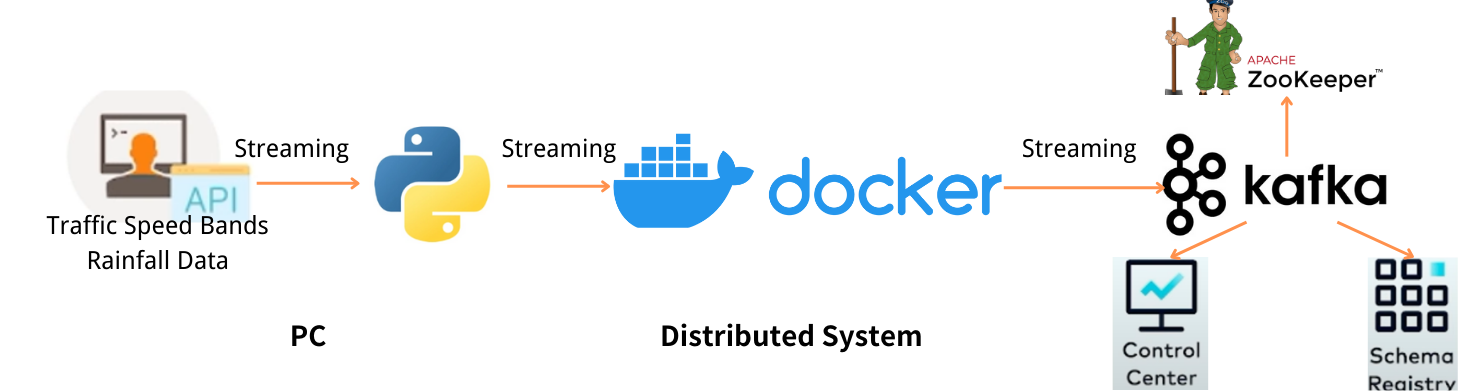 APACHE
ZooKeeper™
>-
API
Traffic Speed Bands
Rainfall Data
Streaming
Streaming
docker
Streaming
kafka
PC
Distributed System
Control
Center
Schema
Registry